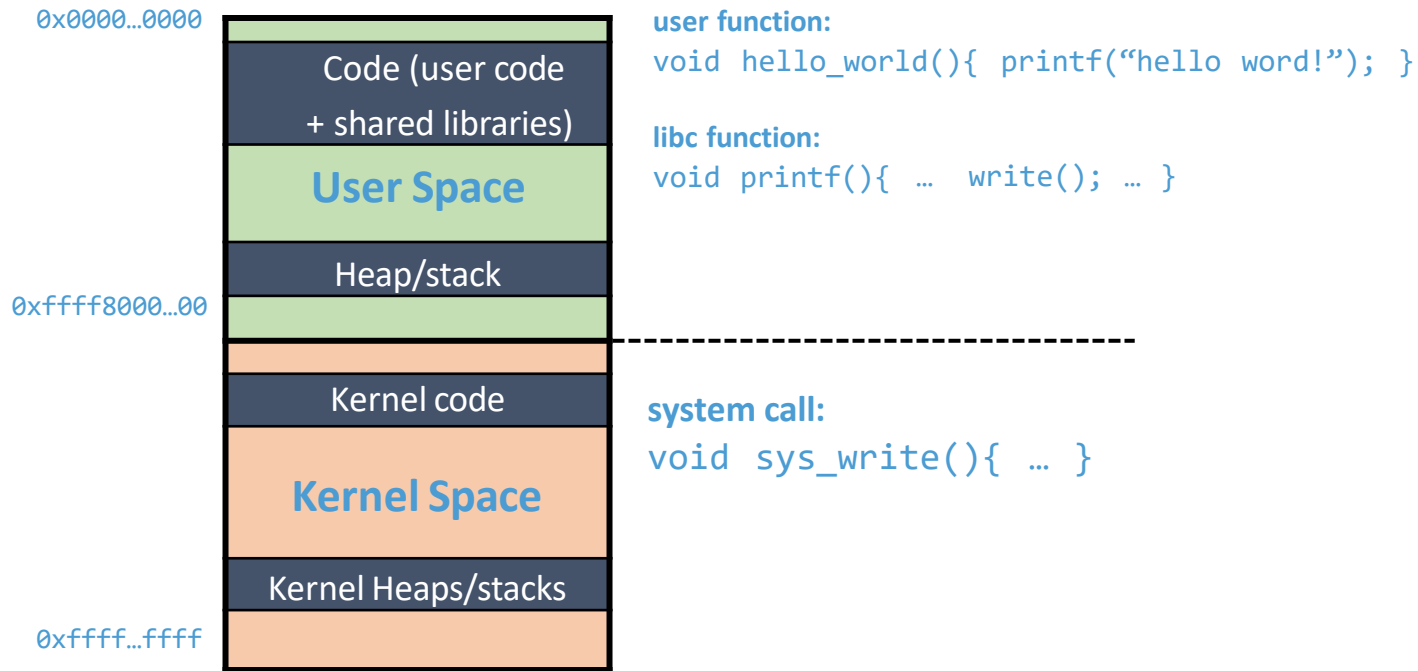 0x0000…0000
Code (user code
+ shared libraries)
User Space
Heap/stack
0xffff8000…00
Kernel code
Kernel Space
Kernel Heaps/stacks
0xffff…ffff
user function:
void hello_world(){ printf(“hello word!”); }
libc function:
void printf(){ … write(); … }
system call:
void sys_write(){ … }